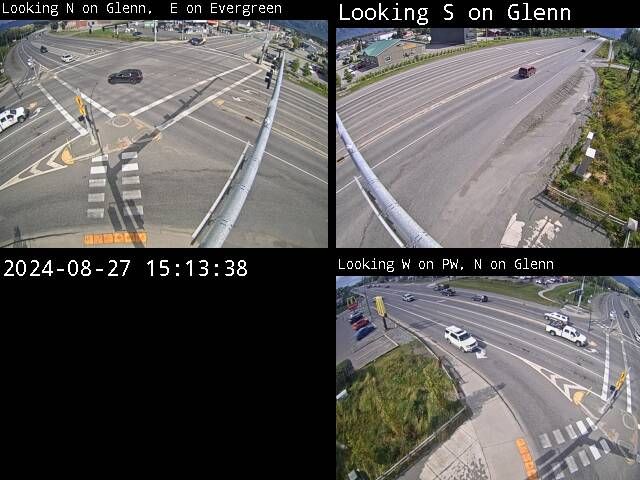 Looking N on Glenn, E on Evergreen
Looking S on Glenn
2024-08-27 15:13:38
Looking W on PW, N on Glenn